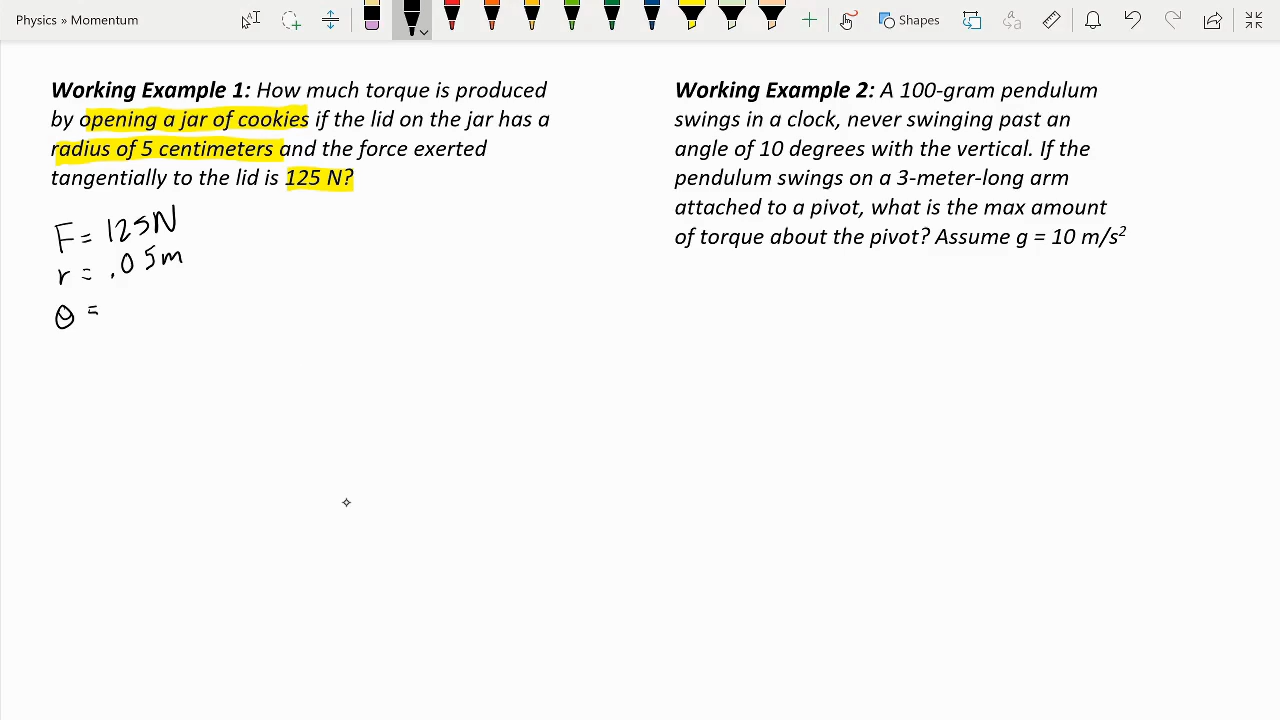 Physics » Momentum
Shapes
Working Example 1: How much torque is produced
by opening a jar of cookies if the lid on the jar has a
radius of 5 centimeters and the force exerted
tangentially to the lid is 125 N?
F = 125N
r = .05m
θ =
Working Example 2: A 100-gram pendulum
swings in a clock, never swinging past an
angle of 10 degrees with the vertical. If the
pendulum swings on a 3-meter-long arm
attached to a pivot, what is the max amount
of torque about the pivot? Assume g = 10 m/s²